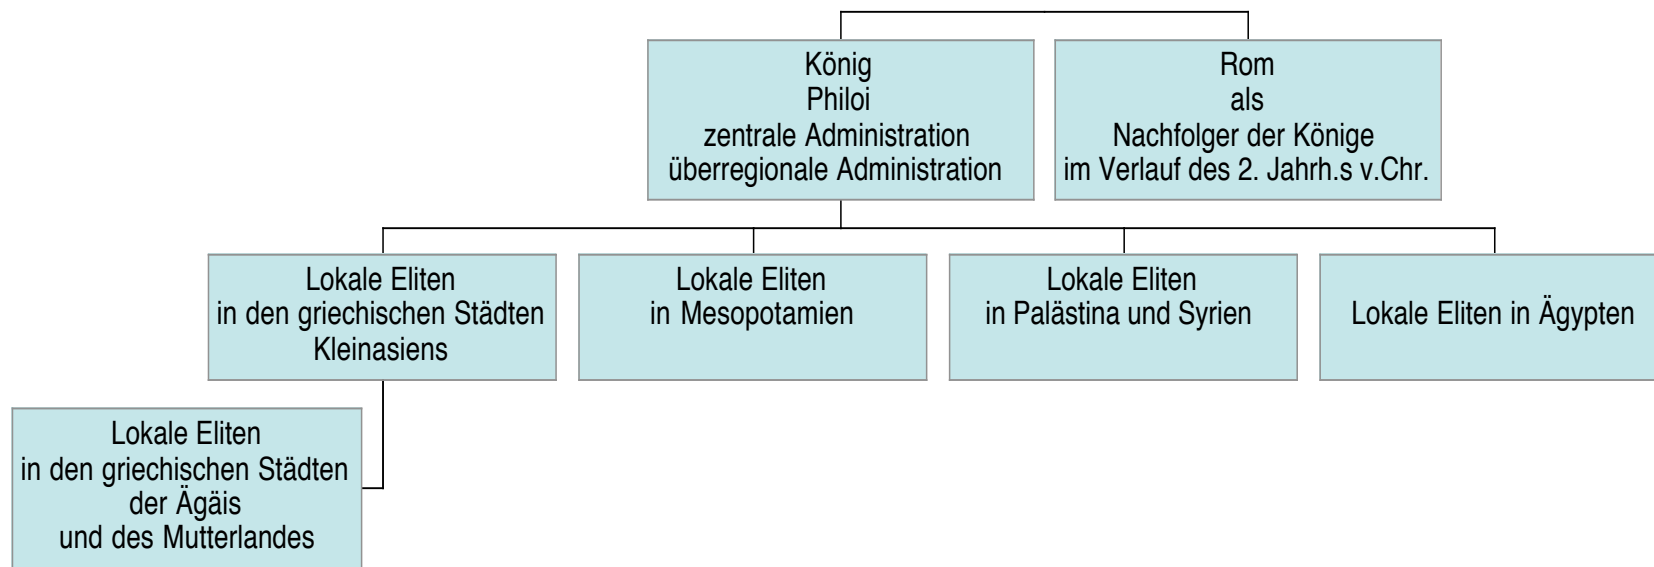 König
Philoi
zentrale Administration
überregionale Administration
Rom
als
Nachfolger der Könige
im Verlauf des 2. Jahrh.s v.Chr.
Lokale Eliten
in den griechischen Städten
Kleinasiens
Lokale Eliten
in Mesopotamien
Lokale Eliten
in Palästina und Syrien
Lokale Eliten in Ägypten
Lokale Eliten
in den griechischen Städten
der Ägäis
und des Mutterlandes